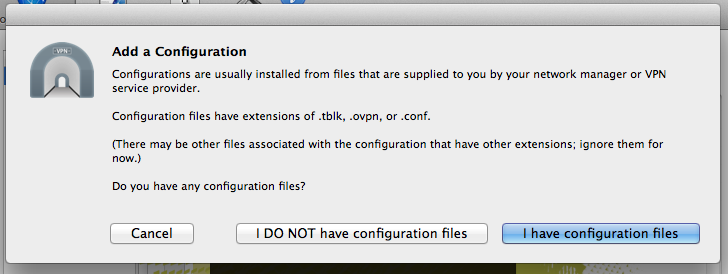 VPN
Add a Configuration
Configurations are usually installed from files that are supplied to you by your network manager or VPN
service provider.
Configuration files have extensions of .tblk, .ovpn, or .conf.
(There may be other files associated with the configuration that have other extensions; ignore them for
now.)
Do you have any configuration files?
Cancel
I DO NOT have configuration files
I have configuration files